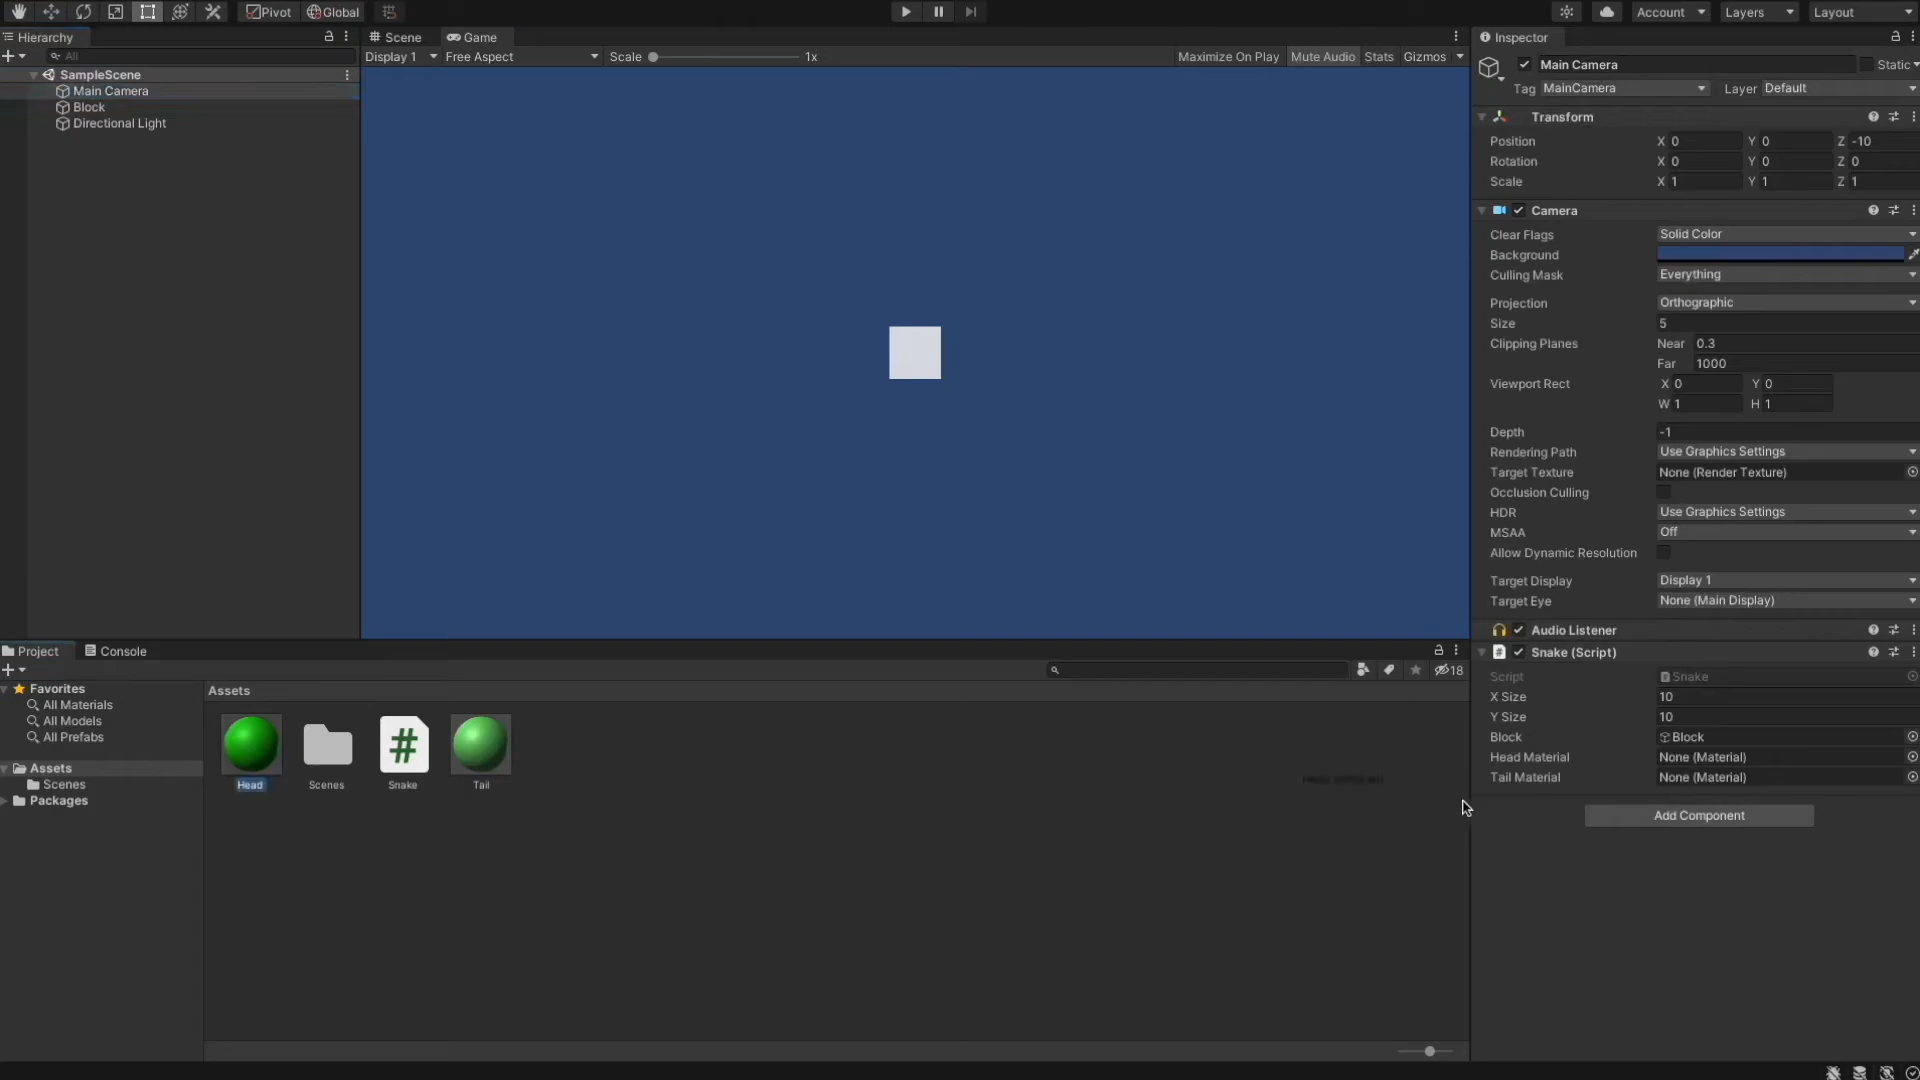 Pivot Global Account Layers Layout
Hierarchy
All
SampleScene
Main Camera
Block
Directional Light
Scene Game
Display 1 Free Aspect Scale 1x Maximize On Play Mute Audio Stats Gizmos
Inspector
Main Camera Static
Tag MainCamera Layer Default
Transform
Position X 0 Y 0 Z -10
Rotation X 0 Y 0 Z 0
Scale X 1 Y 1 Z 1
Camera
Clear Flags Solid Color
Background
Culling Mask Everything
Projection Orthographic
Size 5
Clipping Planes Near 0.3
Far 1000
Viewport Rect X 0 Y 0
W 1 H 1
Depth -1
Rendering Path Use Graphics Settings
Target Texture None (Render Texture)
Occlusion Culling
HDR Use Graphics Settings
MSAA Off
Allow Dynamic Resolution
Target Display Display 1
Target Eye None (Main Display)
Audio Listener
# Snake (Script)
Script Snake
X Size 10
Y Size 10
Block Block
Head Material None (Material)
Tail Material None (Material)
Add Component
Project Console
18
Favorites
All Materials
All Models
All Prefabs
Assets
Scenes
Packages
Assets
#
Head Scenes Snake Tail